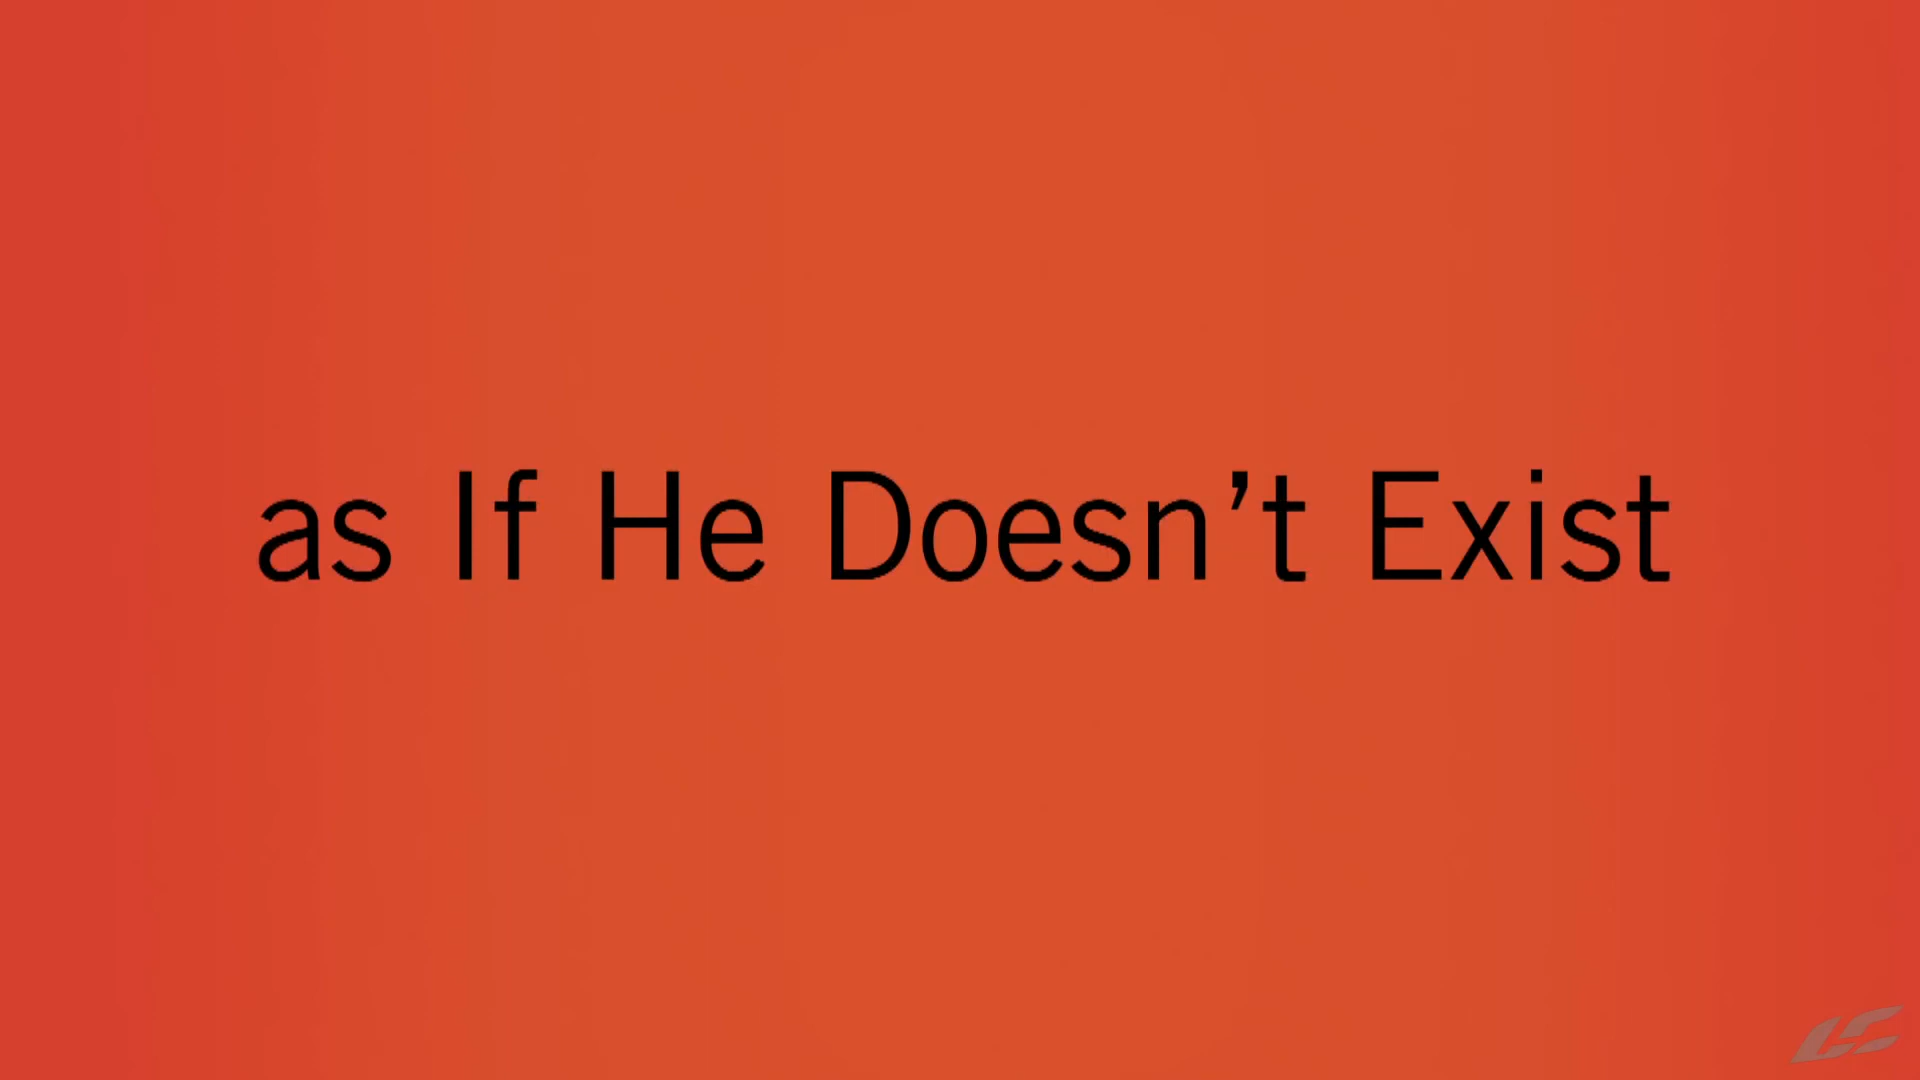 as If He Doesn’t Exist